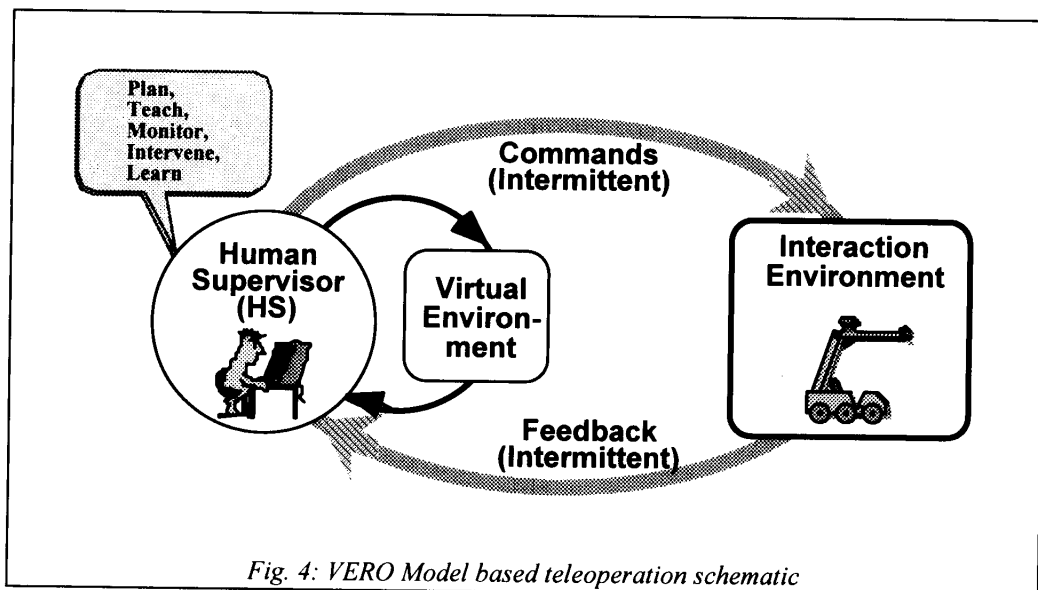 Plan,
Teach,
Monitor,
Intervene,
Learn
Commands
(Intermittent)
Human
Supervisor
(HS)
Virtual
Environ-
ment
Interaction
Environment
Feedback
(Intermittent)
Fig. 4: VERO Model based teleoperation schematic